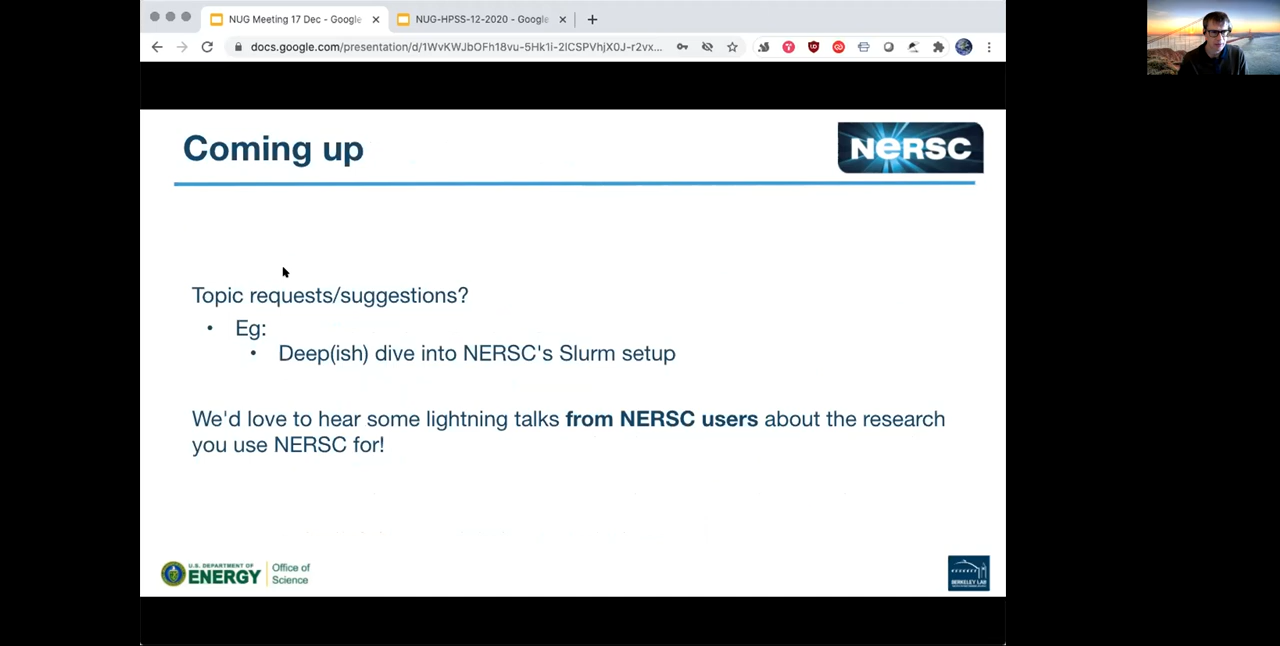 NUG Meeting 17 Dec - Google
NUG-HPSS-12-2020 - Google
docs.google.com/presentation/d/1WvKWJbOFh18vu-5Hk1i-2lCSPVhjX0J-r2vx...
Coming up
NERSC
Topic requests/suggestions?
• Eg:
• Deep(ish) dive into NERSC's Slurm setup
We'd love to hear some lightning talks from NERSC users about the research
you use NERSC for!
U.S. DEPARTMENT OF
ENERGY
Office of
Science
BERKELEY LAB